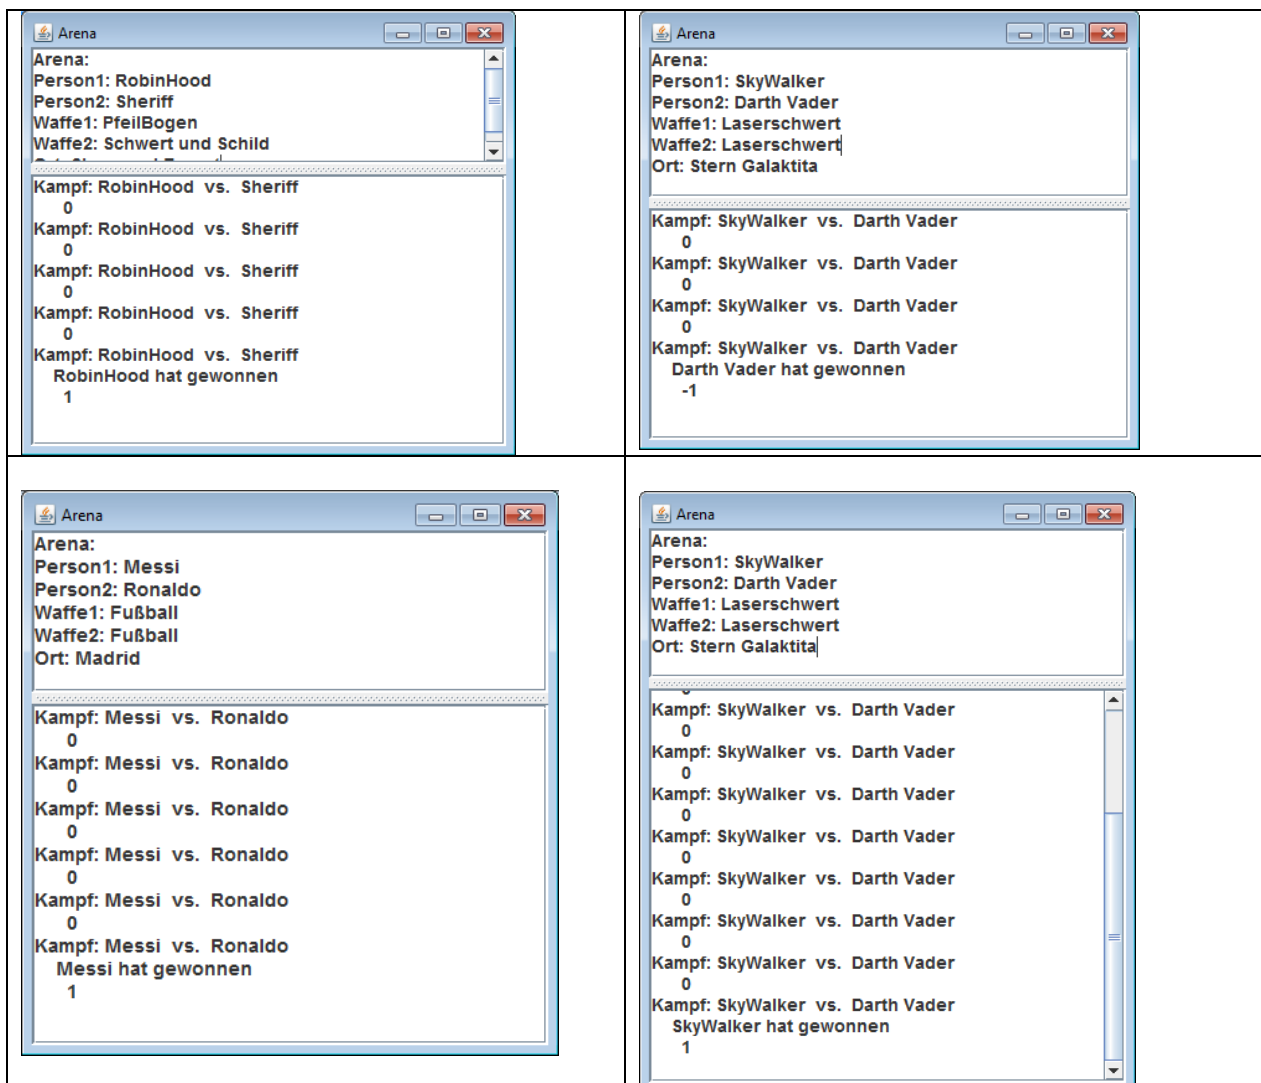 Arena
Arena:
Person1: RobinHood
Person2: Sheriff
Waffe1: PfeilBogen
Waffe2: Schwert und Schild
Kampf: RobinHood vs. Sheriff
0
Kampf: RobinHood vs. Sheriff
0
Kampf: RobinHood vs. Sheriff
0
Kampf: RobinHood vs. Sheriff
0
Kampf: RobinHood vs. Sheriff
RobinHood hat gewonnen
1
Arena
Arena:
Person1: SkyWalker
Person2: Darth Vader
Waffe1: Laserschwert
Waffe2: Laserschwert
Ort: Stern Galaktita
Kampf: SkyWalker vs. Darth Vader
0
Kampf: SkyWalker vs. Darth Vader
0
Kampf: SkyWalker vs. Darth Vader
0
Kampf: SkyWalker vs. Darth Vader
Darth Vader hat gewonnen
-1
Arena
Arena:
Person1: Messi
Person2: Ronaldo
Waffe1: Fußball
Waffe2: Fußball
Ort: Madrid
Kampf: Messi vs. Ronaldo
0
Kampf: Messi vs. Ronaldo
0
Kampf: Messi vs. Ronaldo
0
Kampf: Messi vs. Ronaldo
0
Kampf: Messi vs. Ronaldo
0
Kampf: Messi vs. Ronaldo
Messi hat gewonnen
1
Arena
Arena:
Person1: SkyWalker
Person2: Darth Vader
Waffe1: Laserschwert
Waffe2: Laserschwert
Ort: Stern Galaktita
Kampf: SkyWalker vs. Darth Vader
0
Kampf: SkyWalker vs. Darth Vader
0
Kampf: SkyWalker vs. Darth Vader
0
Kampf: SkyWalker vs. Darth Vader
0
Kampf: SkyWalker vs. Darth Vader
0
Kampf: SkyWalker vs. Darth Vader
0
Kampf: SkyWalker vs. Darth Vader
0
Kampf: SkyWalker vs. Darth Vader
SkyWalker hat gewonnen
1